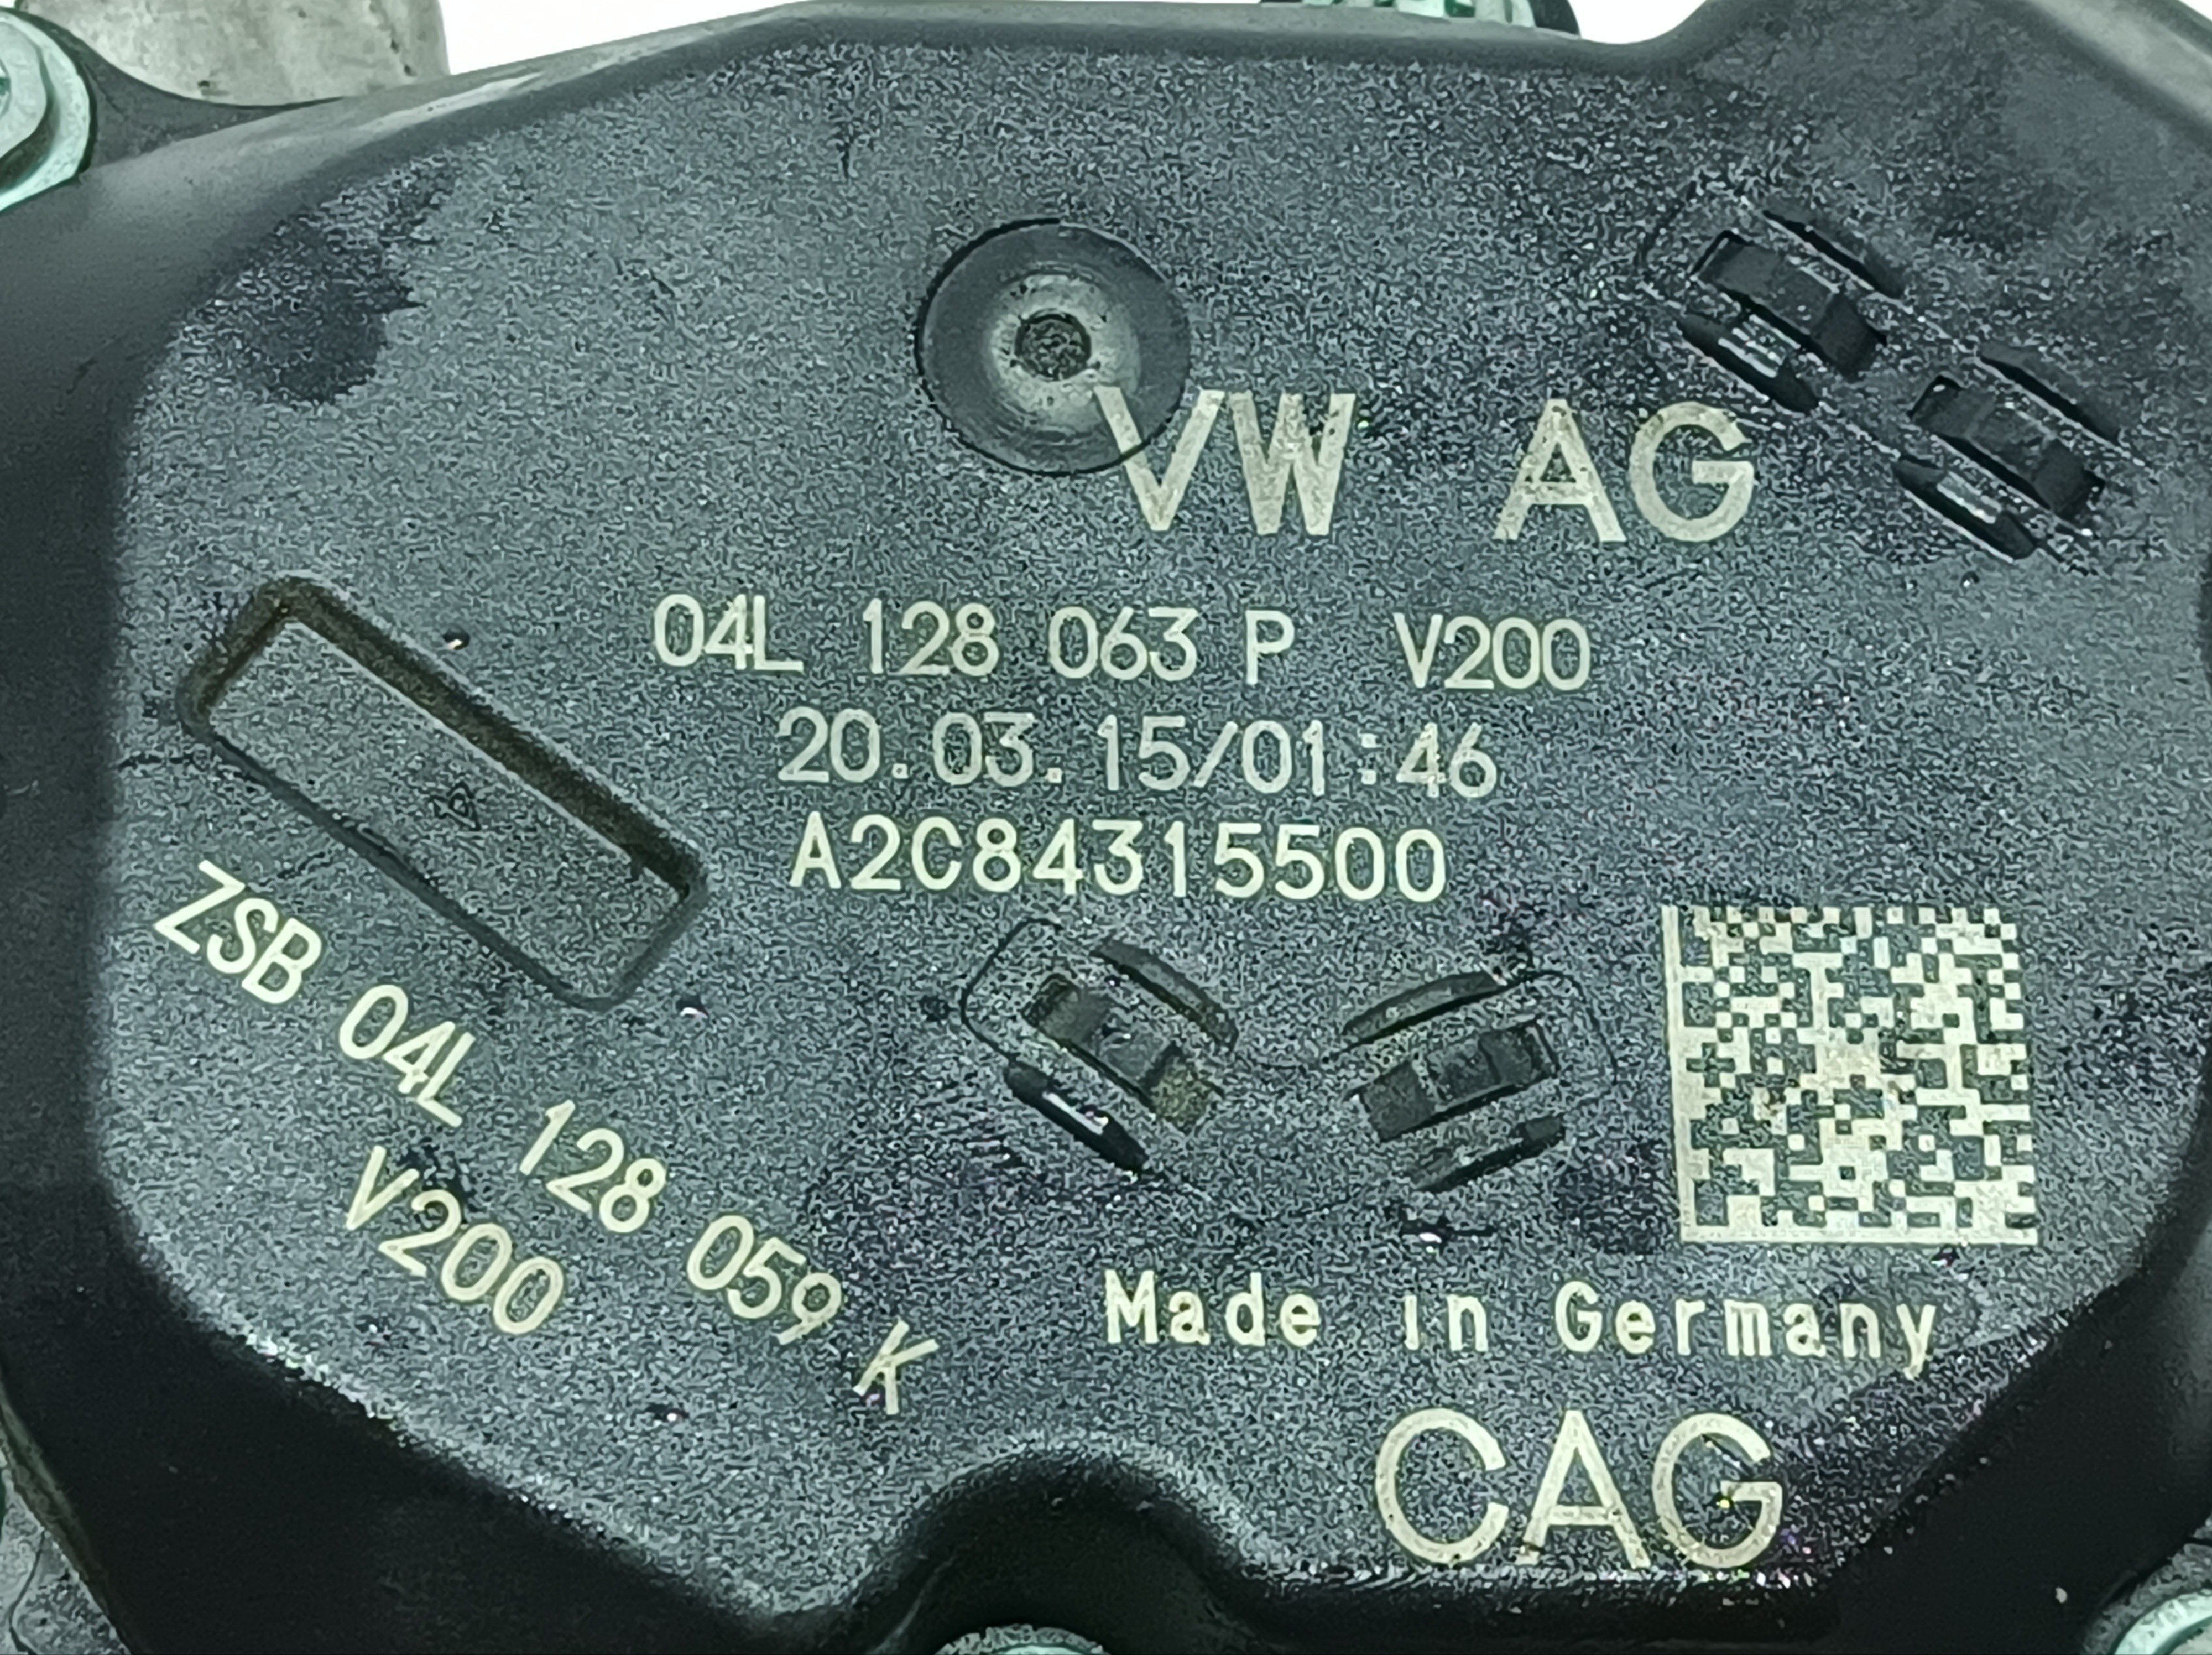 VW AG
04L 128 063 P V200
20.03.15/01:46
A2C84315500
ZSB 04L 128 059 K
V200
Made in Germany
CAG